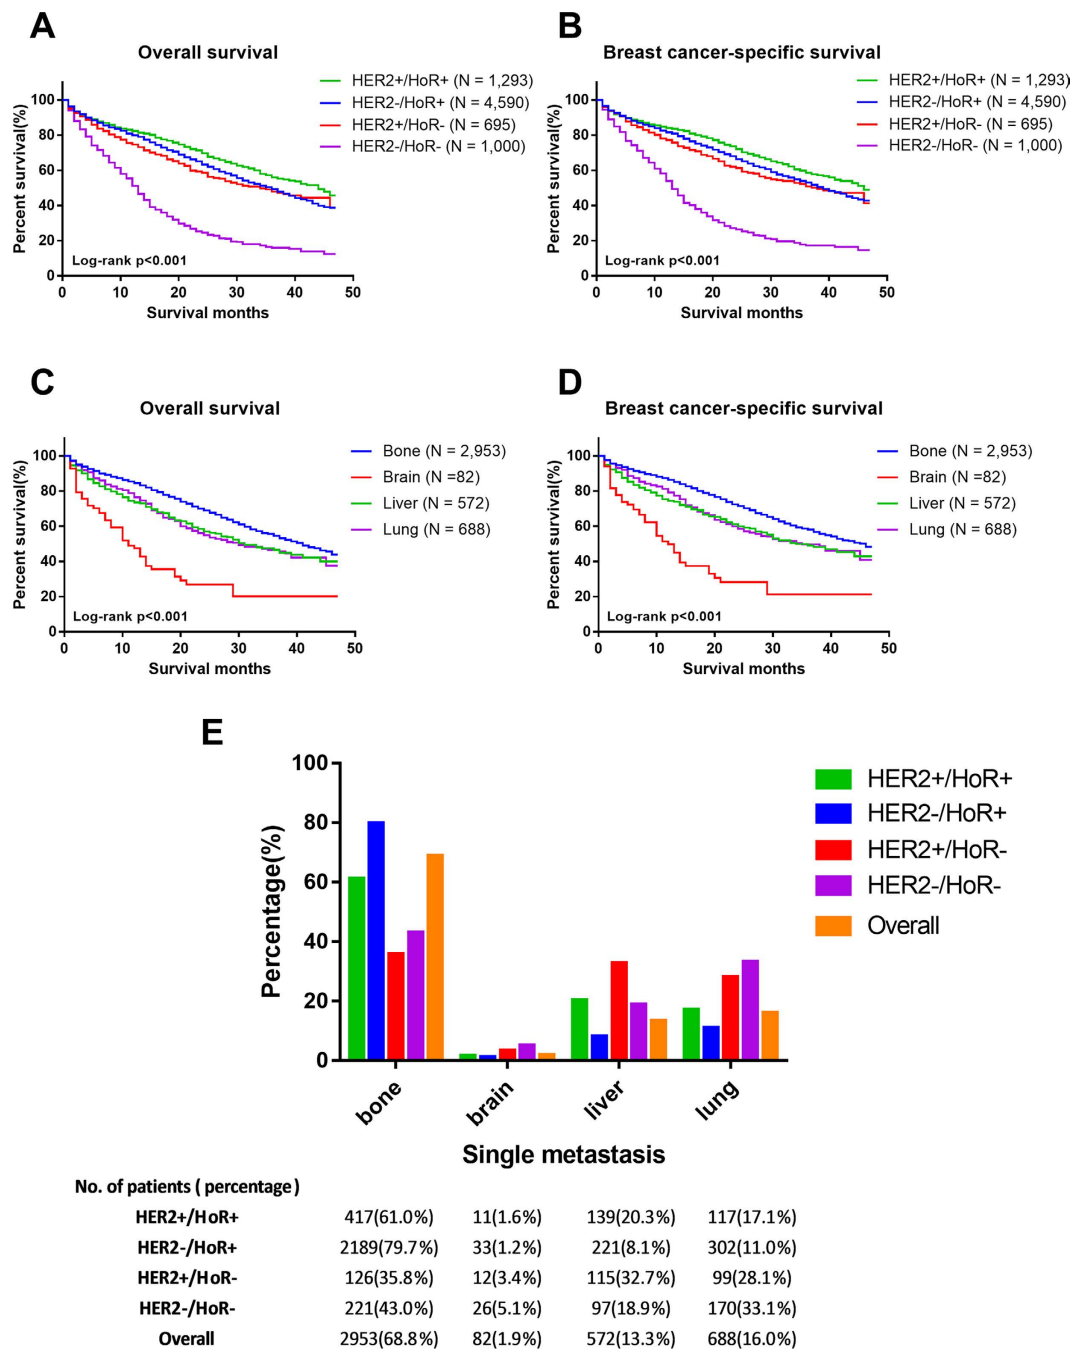 A
Overall survival
HER2+/HoR+ (N = 1,293)
HER2-/HoR+ (N = 4,590)
HER2+/HoR- (N = 695)
HER2-/HoR- (N = 1,000)
Percent survival(%)
100
80
60
40
20
0
Log-rank p<0.001
0 10 20 30 40 50
Survival months
B
Breast cancer-specific survival
HER2+/HoR+ (N = 1,293)
HER2-/HoR+ (N = 4,590)
HER2+/HoR- (N = 695)
HER2-/HoR- (N = 1,000)
Percent survival(%)
100
80
60
40
20
0
Log-rank p<0.001
0 10 20 30 40 50
Survival months
C
Overall survival
Bone (N = 2,953)
Brain (N =82)
Liver (N = 572)
Lung (N = 688)
Percent survival(%)
100
80
60
40
20
0
Log-rank p<0.001
0 10 20 30 40 50
Survival months
D
Breast cancer-specific survival
Bone (N = 2,953)
Brain (N =82)
Liver (N = 572)
Lung (N = 688)
Percent survival(%)
100
80
60
40
20
0
Log-rank p<0.001
0 10 20 30 40 50
Survival months
E
HER2+/HoR+
HER2-/HoR+
HER2+/HoR-
HER2-/HoR-
Overall
Percentage(%)
100
80
60
40
20
0
bone brain liver lung
Single metastasis
No. of patients ( percentage )
HER2+/HoR+ 417(61.0%) 11(1.6%) 139(20.3%) 117(17.1%)
HER2-/HoR+ 2189(79.7%) 33(1.2%) 221(8.1%) 302(11.0%)
HER2+/HoR- 126(35.8%) 12(3.4%) 115(32.7%) 99(28.1%)
HER2-/HoR- 221(43.0%) 26(5.1%) 97(18.9%) 170(33.1%)
Overall 2953(68.8%) 82(1.9%) 572(13.3%) 688(16.0%)